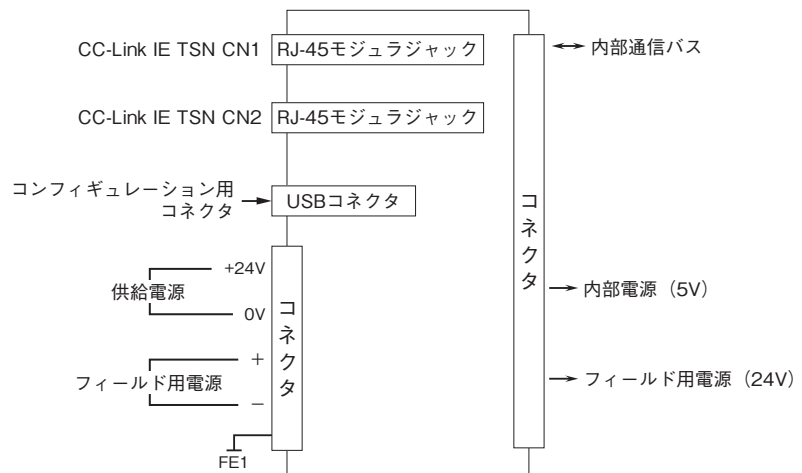 CC-Link IE TSN CN1 RJ-45モジュラジャック
内部通信バス
CC-Link IE TSN CN2 RJ-45モジュラジャック
コンフィギュレーション用
コネクタ
USBコネクタ
コネクタ
+24V
供給電源
0V
コネクタ
内部電源（5V）
+
フィールド用電源
−
フィールド用電源（24V）
FE1